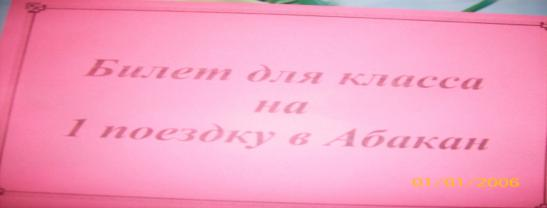 Билет для класса
на
1 поездку в Абакан
01/01/2006